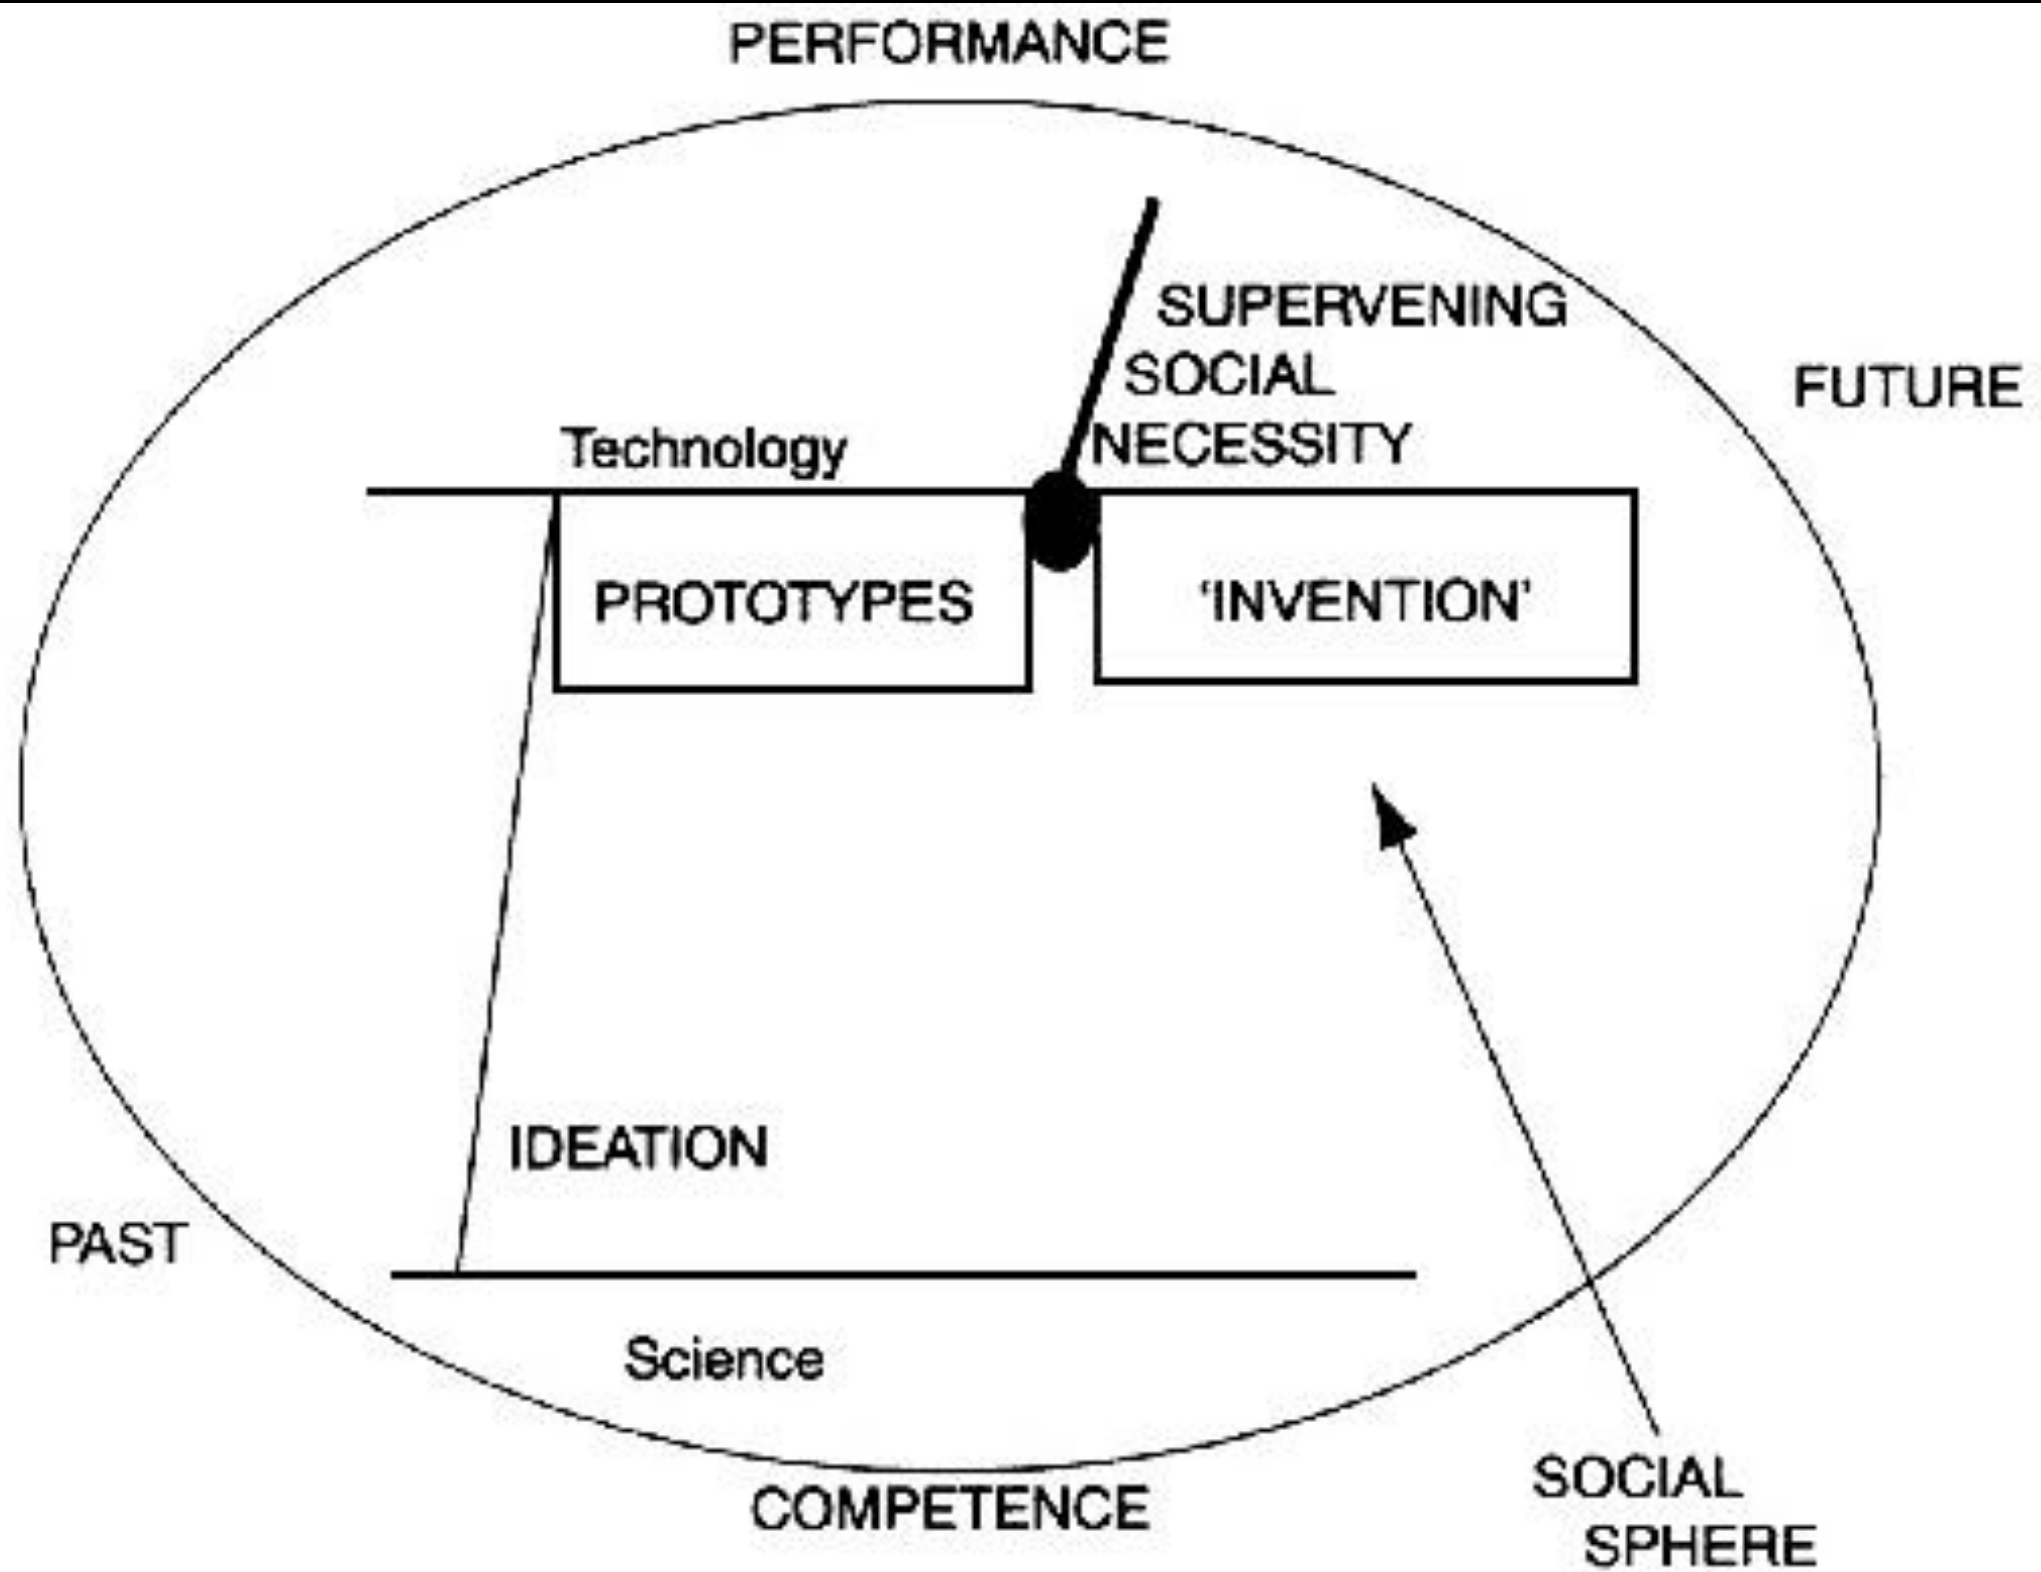 PERFORMANCE
SUPERVENING
SOCIAL
FUTURE
NECESSITY
Technology
PROTOTYPES
‘INVENTION’
IDEATION
PAST
Science
COMPETENCE
SOCIAL
SPHERE